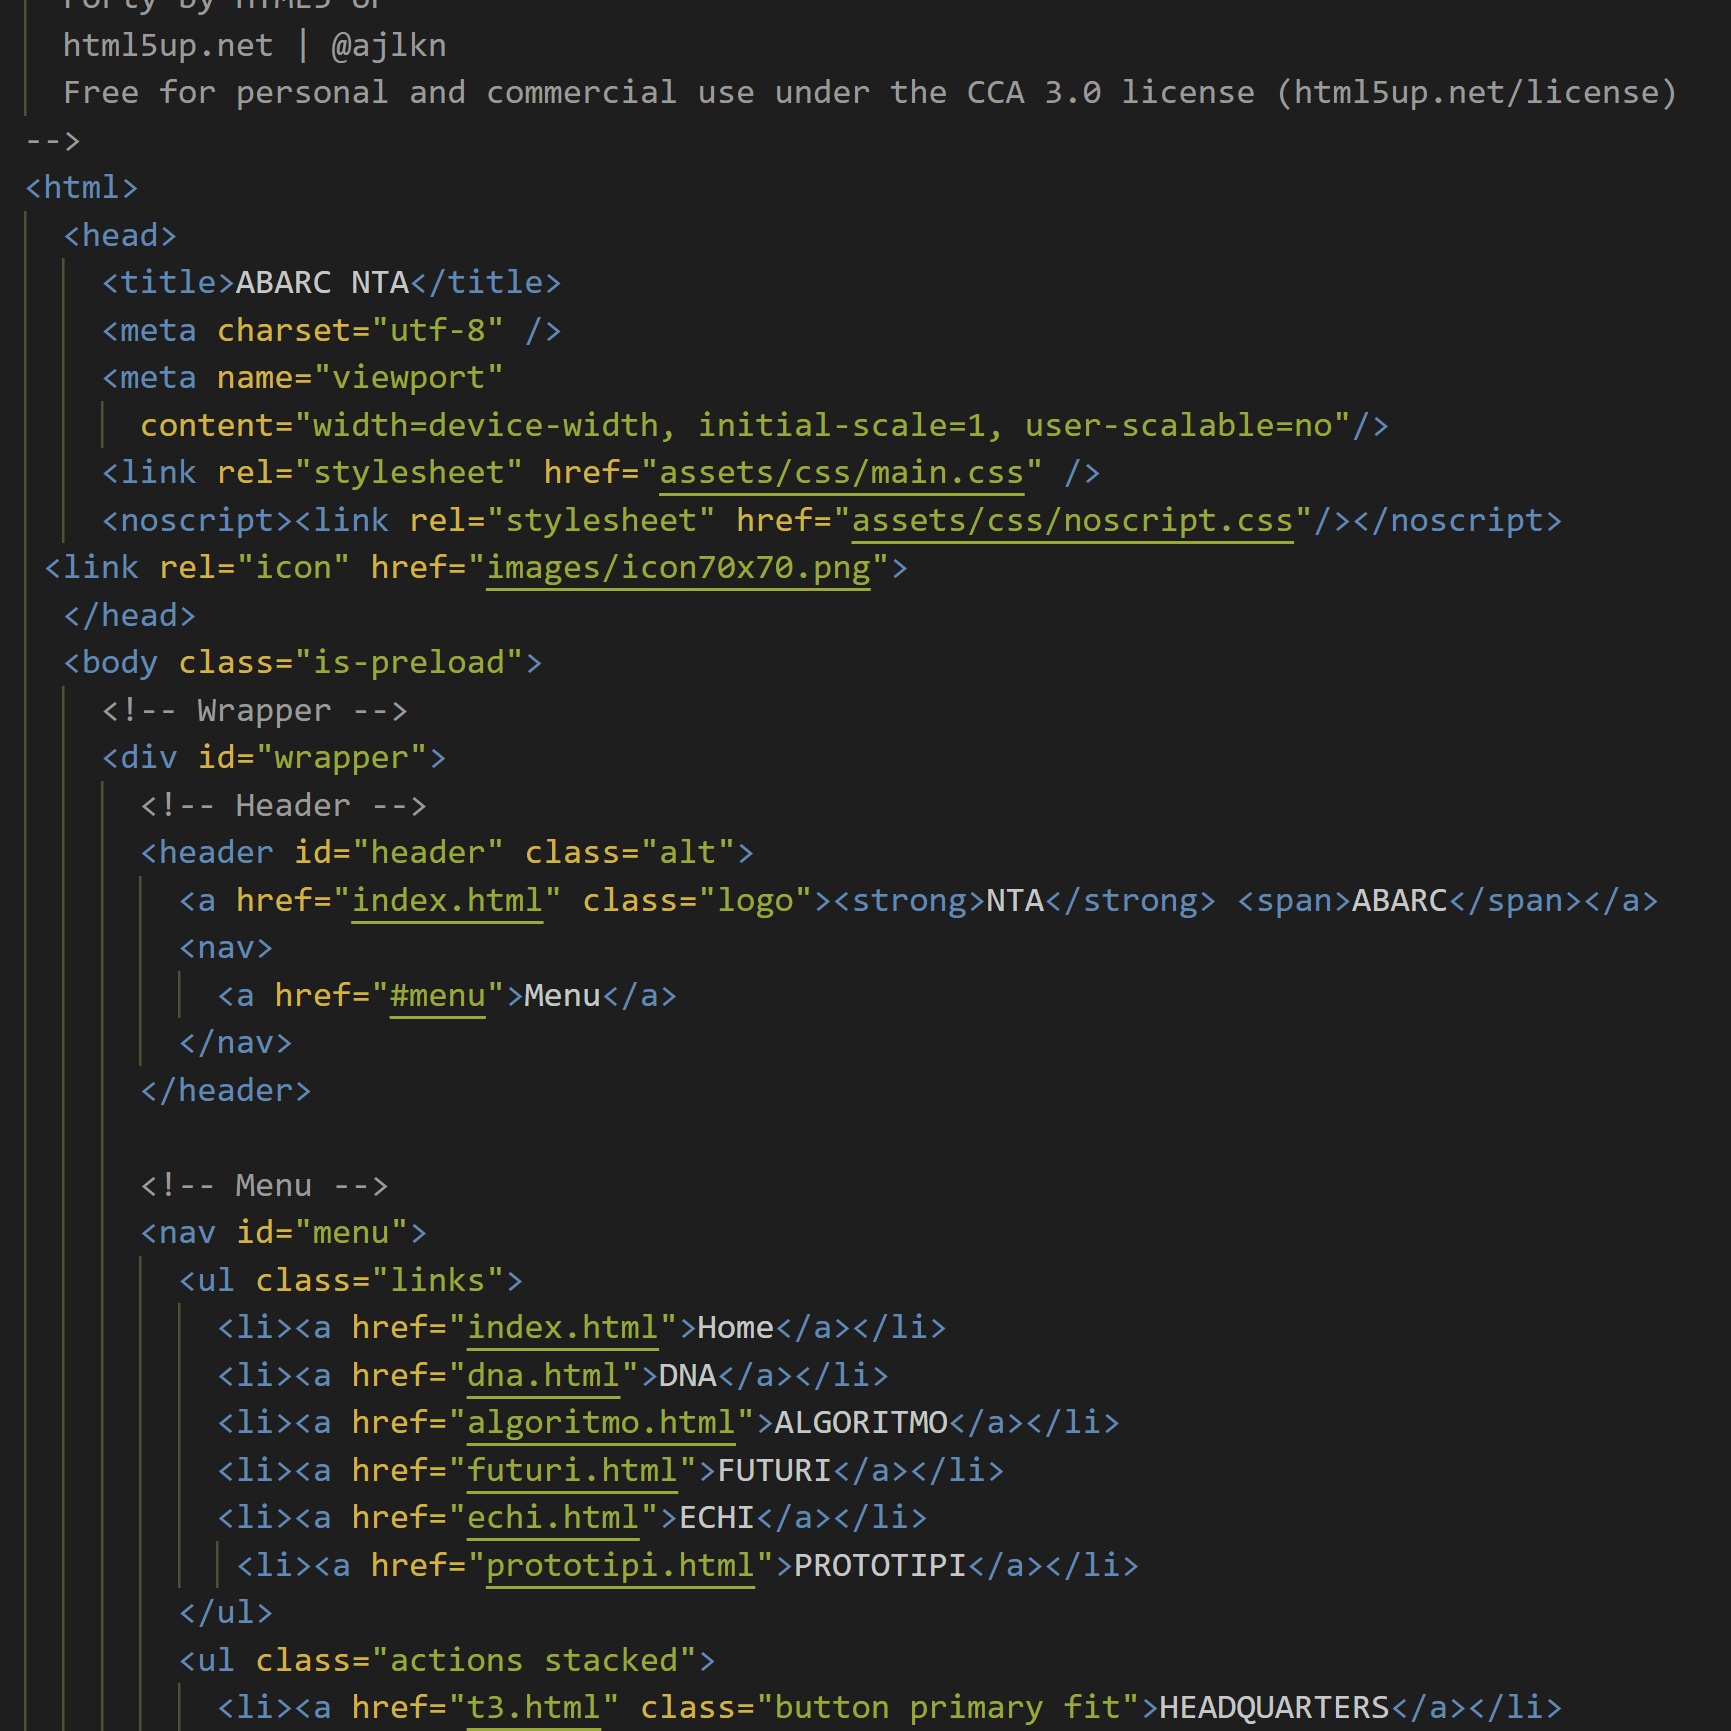 Forty by HTML5 UP
html5up.net | @ajlkn
Free for personal and commercial use under the CCA 3.0 license (html5up.net/license)
-->
<html>
<head>
<title>ABARC NTA</title>
<meta charset="utf-8" />
<meta name="viewport"
content="width=device-width, initial-scale=1, user-scalable=no"/>
<link rel="stylesheet" href="assets/css/main.css" />
<noscript><link rel="stylesheet" href="assets/css/noscript.css"/></noscript>
<link rel="icon" href="images/icon70x70.png">
</head>
<body class="is-preload">
<!-- Wrapper -->
<div id="wrapper">
<!-- Header -->
<header id="header" class="alt">
<a href="index.html" class="logo"><strong>NTA</strong> <span>ABARC</span></a>
<nav>
<a href="#menu">Menu</a>
</nav>
</header>
<!-- Menu -->
<nav id="menu">
<ul class="links">
<li><a href="index.html">Home</a></li>
<li><a href="dna.html">DNA</a></li>
<li><a href="algoritmo.html">ALGORITMO</a></li>
<li><a href="futuri.html">FUTURI</a></li>
<li><a href="echi.html">ECHI</a></li>
<li><a href="prototipi.html">PROTOTIPI</a></li>
</ul>
<ul class="actions stacked">
<li><a href="t3.html" class="button primary fit">HEADQUARTERS</a></li>